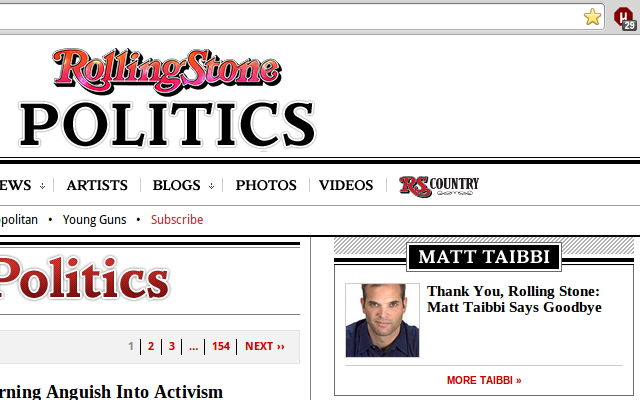 µ
29
RollingStone
POLITICS
EWS ARTISTS BLOGS PHOTOS VIDEOS RS COUNTRY
politan • Young Guns • Subscribe
Politics
MATT TAIBBI
Thank You, Rolling Stone:
Matt Taibbi Says Goodbye
1 2 3 ... 154 NEXT ››
MORE TAIBBI »
rning Anguish Into Activism